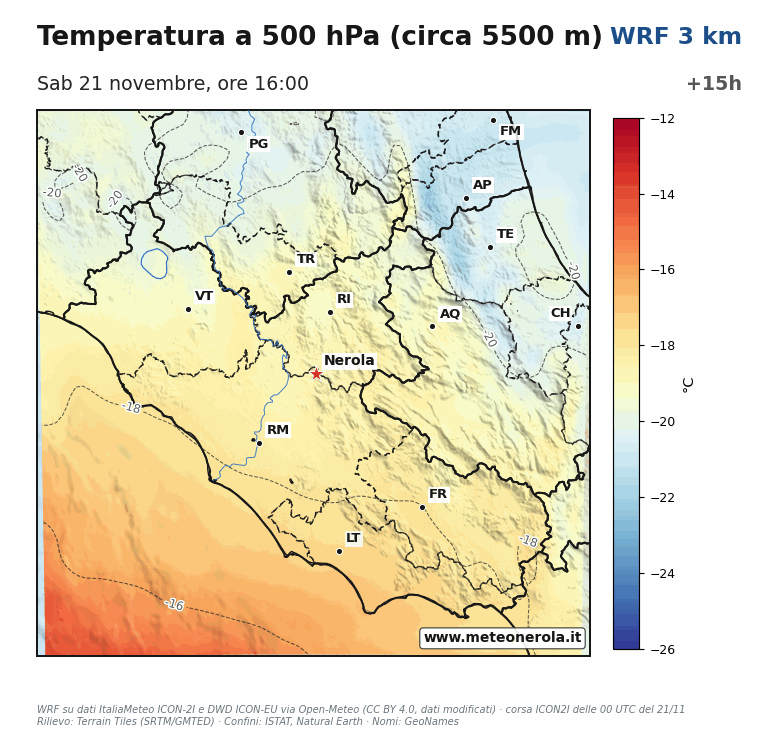 Temperatura a 500 hPa (circa 5500 m) WRF 3 km
Sab 21 novembre, ore 16:00 +15h
FM
PG
-20
-20
-20
AP
TE
TR
-20
VT
RI
AQ
CH
-20
Nerola
-18
RM
FR
LT
-18
-16
www.meteonerola.it
−12
−14
−16
−18
−20
−22
−24
−26
°C
WRF su dati ItaliaMeteo ICON-2I e DWD ICON-EU via Open-Meteo (CC BY 4.0, dati modificati) · corsa ICON2I delle 00 UTC del 21/11
Rilievo: Terrain Tiles (SRTM/GMTED) · Confini: ISTAT, Natural Earth · Nomi: GeoNames